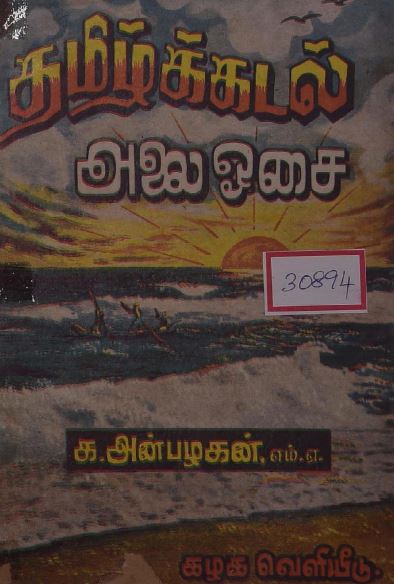 தமிழ்க்கடல்
அலை ஓசை
30894
க. அன்பழகன், எம். ஏ.
கழக வெளியீடு.